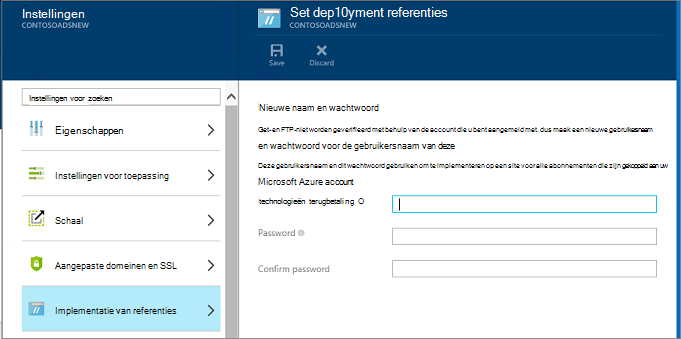 Instellingen
CONTOSOADSNEW
Instellingen voor zoeken
Eigenschappen
Instellingen voor toepassing
Schaal
Aangepaste domeinen en SSL
Implementatie van referenties
Set dep10yment referenties
CONTOSOADSNEW
Save
Discard
Nieuwe naam en wachtwoord
Get- en FTP-niet worden geverifieerd met behulp van de account die u bent aangemeld met. dus maak een nieuwe gebruikersnaam
en wachtwoord voor de gebruikersnaam van deze
Deze gebruikersnaam en dit wachtwoord gebruiken om te implementeren op een site voor alle abonnementen die zijn gekoppeld aan uw
Microsoft Azure account
technologieën terugbetaling O
Password
Confirm password